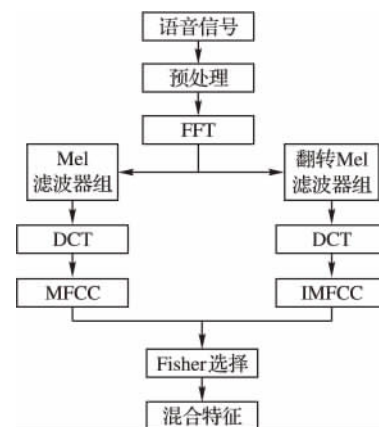 语音信号
预处理
FFT
Mel
滤波器组
翻转Mel
滤波器组
DCT
DCT
MFCC
IMFCC
Fisher选择
混合特征